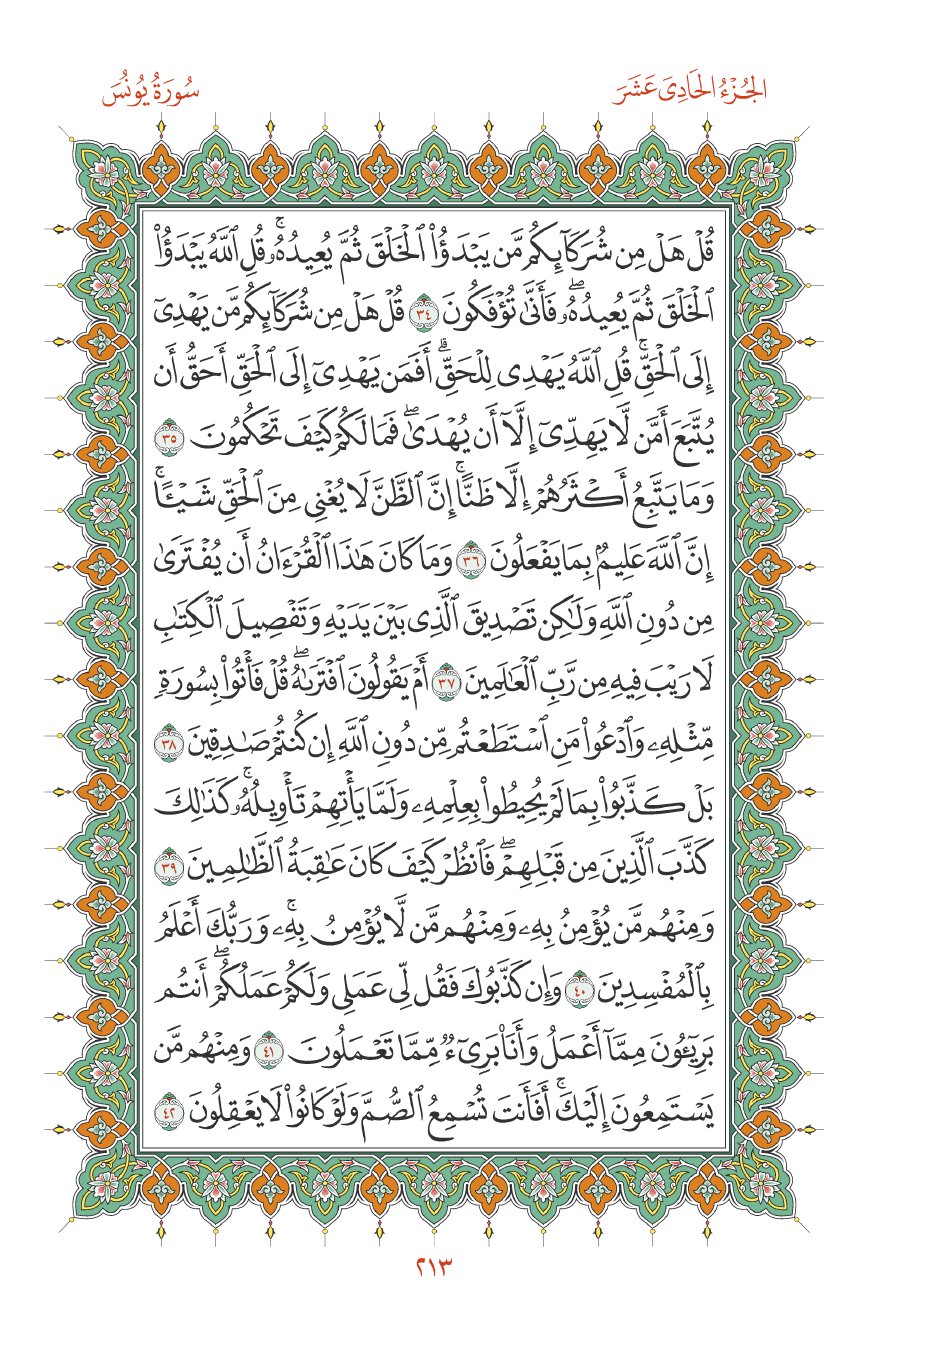 الجُزْءُ الحَادِىَ عَشَرَ
سُورَةُ يُونُسَ
قُلْ هَلْ مِن شُرَكَآئِكُم مَّن يَبْدَؤُا۟ ٱلْخَلْقَ ثُمَّ يُعِيدُهُۥ ۚ قُلِ ٱللَّهُ يَبْدَؤُا۟
ٱلْخَلْقَ ثُمَّ يُعِيدُهُۥ ۖ فَأَنَّىٰ تُؤْفَكُونَ ٣٤ قُلْ هَلْ مِن شُرَكَآئِكُم مَّن يَهْدِىٓ
إِلَى ٱلْحَقِّ ۚ قُلِ ٱللَّهُ يَهْدِى لِلْحَقِّ ۗ أَفَمَن يَهْدِىٓ إِلَى ٱلْحَقِّ أَحَقُّ أَن
يُتَّبَعَ أَمَّن لَّا يَهِدِّىٓ إِلَّآ أَن يُهْدَىٰ ۖ فَمَا لَكُمْ كَيْفَ تَحْكُمُونَ ٣٥
وَمَا يَتَّبِعُ أَكْثَرُهُمْ إِلَّا ظَنًّا ۚ إِنَّ ٱلظَّنَّ لَا يُغْنِى مِنَ ٱلْحَقِّ شَيْـًٔا ۚ
إِنَّ ٱللَّهَ عَلِيمٌۢ بِمَا يَفْعَلُونَ ٣٦ وَمَا كَانَ هَـٰذَا ٱلْقُرْءَانُ أَن يُفْتَرَىٰ
مِن دُونِ ٱللَّهِ وَلَـٰكِن تَصْدِيقَ ٱلَّذِى بَيْنَ يَدَيْهِ وَتَفْصِيلَ ٱلْكِتَـٰبِ
لَا رَيْبَ فِيهِ مِن رَّبِّ ٱلْعَـٰلَمِينَ ٣٧ أَمْ يَقُولُونَ ٱفْتَرَىٰهُ ۖ قُلْ فَأْتُوا۟ بِسُورَةٍ
مِّثْلِهِۦ وَٱدْعُوا۟ مَنِ ٱسْتَطَعْتُم مِّن دُونِ ٱللَّهِ إِن كُنتُمْ صَـٰدِقِينَ ٣٨
بَلْ كَذَّبُوا۟ بِمَا لَمْ يُحِيطُوا۟ بِعِلْمِهِۦ وَلَمَّا يَأْتِهِمْ تَأْوِيلُهُۥ ۚ كَذَٰلِكَ
كَذَّبَ ٱلَّذِينَ مِن قَبْلِهِمْ ۖ فَٱنظُرْ كَيْفَ كَانَ عَـٰقِبَةُ ٱلظَّـٰلِمِينَ ٣٩
وَمِنْهُم مَّن يُؤْمِنُ بِهِۦ وَمِنْهُم مَّن لَّا يُؤْمِنُ بِهِۦ ۚ وَرَبُّكَ أَعْلَمُ
بِٱلْمُفْسِدِينَ ٤٠ وَإِن كَذَّبُوكَ فَقُل لِّى عَمَلِى وَلَكُمْ عَمَلُكُمْ ۖ أَنتُم
بَرِيٓـُٔونَ مِمَّآ أَعْمَلُ وَأَنَا۠ بَرِىٓءٌ مِّمَّا تَعْمَلُونَ ٤١ وَمِنْهُم مَّن
يَسْتَمِعُونَ إِلَيْكَ ۚ أَفَأَنتَ تُسْمِعُ ٱلصُّمَّ وَلَوْ كَانُوا۟ لَا يَعْقِلُونَ ٤٢
٢١٣